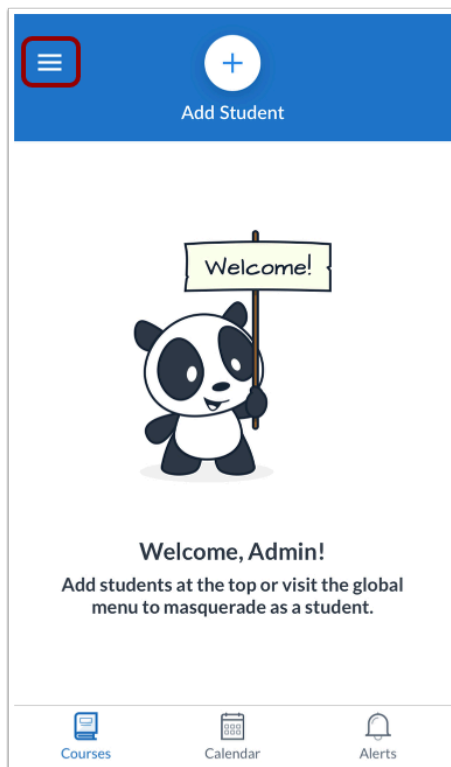 Add Student
Welcome!
Welcome, Admin!
Add students at the top or visit the global
menu to masquerade as a student.
Courses
Calendar
Alerts